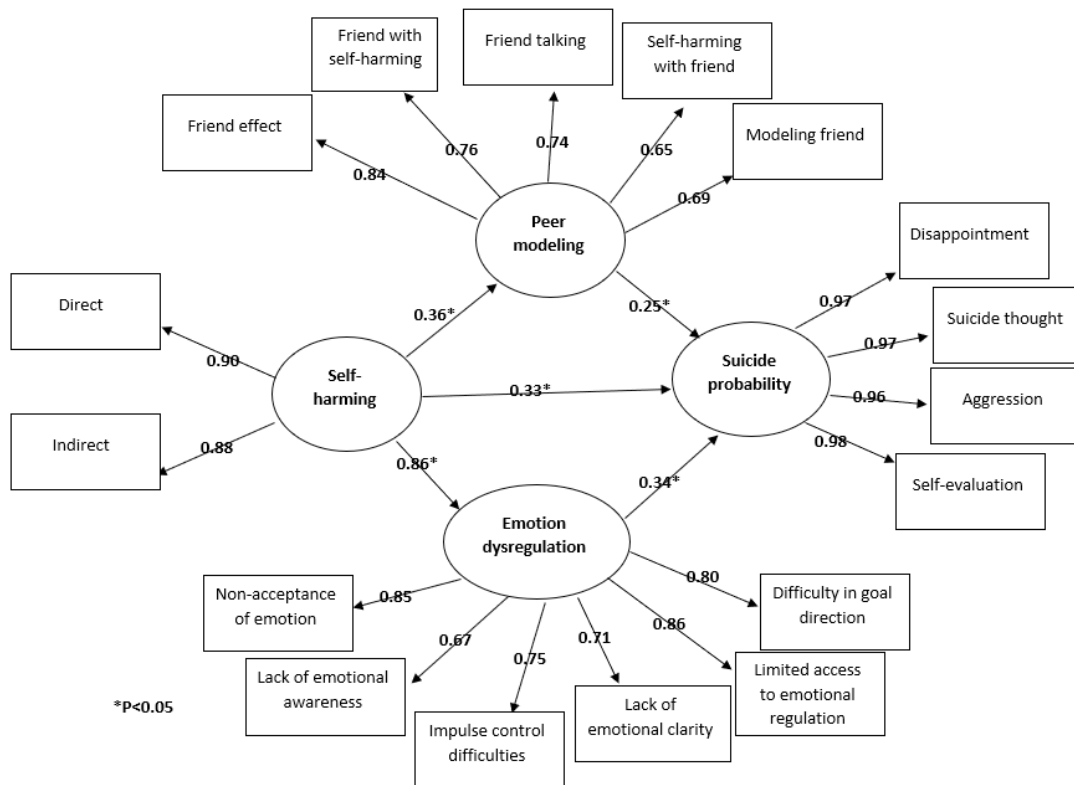 Friend with
self-harming
Friend talking
Self-harming
with friend
Friend effect
Modeling friend
0.84
0.76
0.74
0.65
0.69
Peer
modeling
Disappointment
Direct
0.36*
0.25*
0.97
Suicide thought
0.90
Self-
harming
0.33*
Suicide
probability
0.97
Aggression
0.96
Indirect
0.88
0.86*
0.34*
0.98
Self-evaluation
Emotion
dysregulation
Non-acceptance
of emotion
0.85
0.80
Difficulty in goal
direction
0.67
0.75
0.71
0.86
Lack of emotional
awareness
Limited access
to emotional
regulation
Lack of
emotional clarity
Impulse control
difficulties
*P<0.05